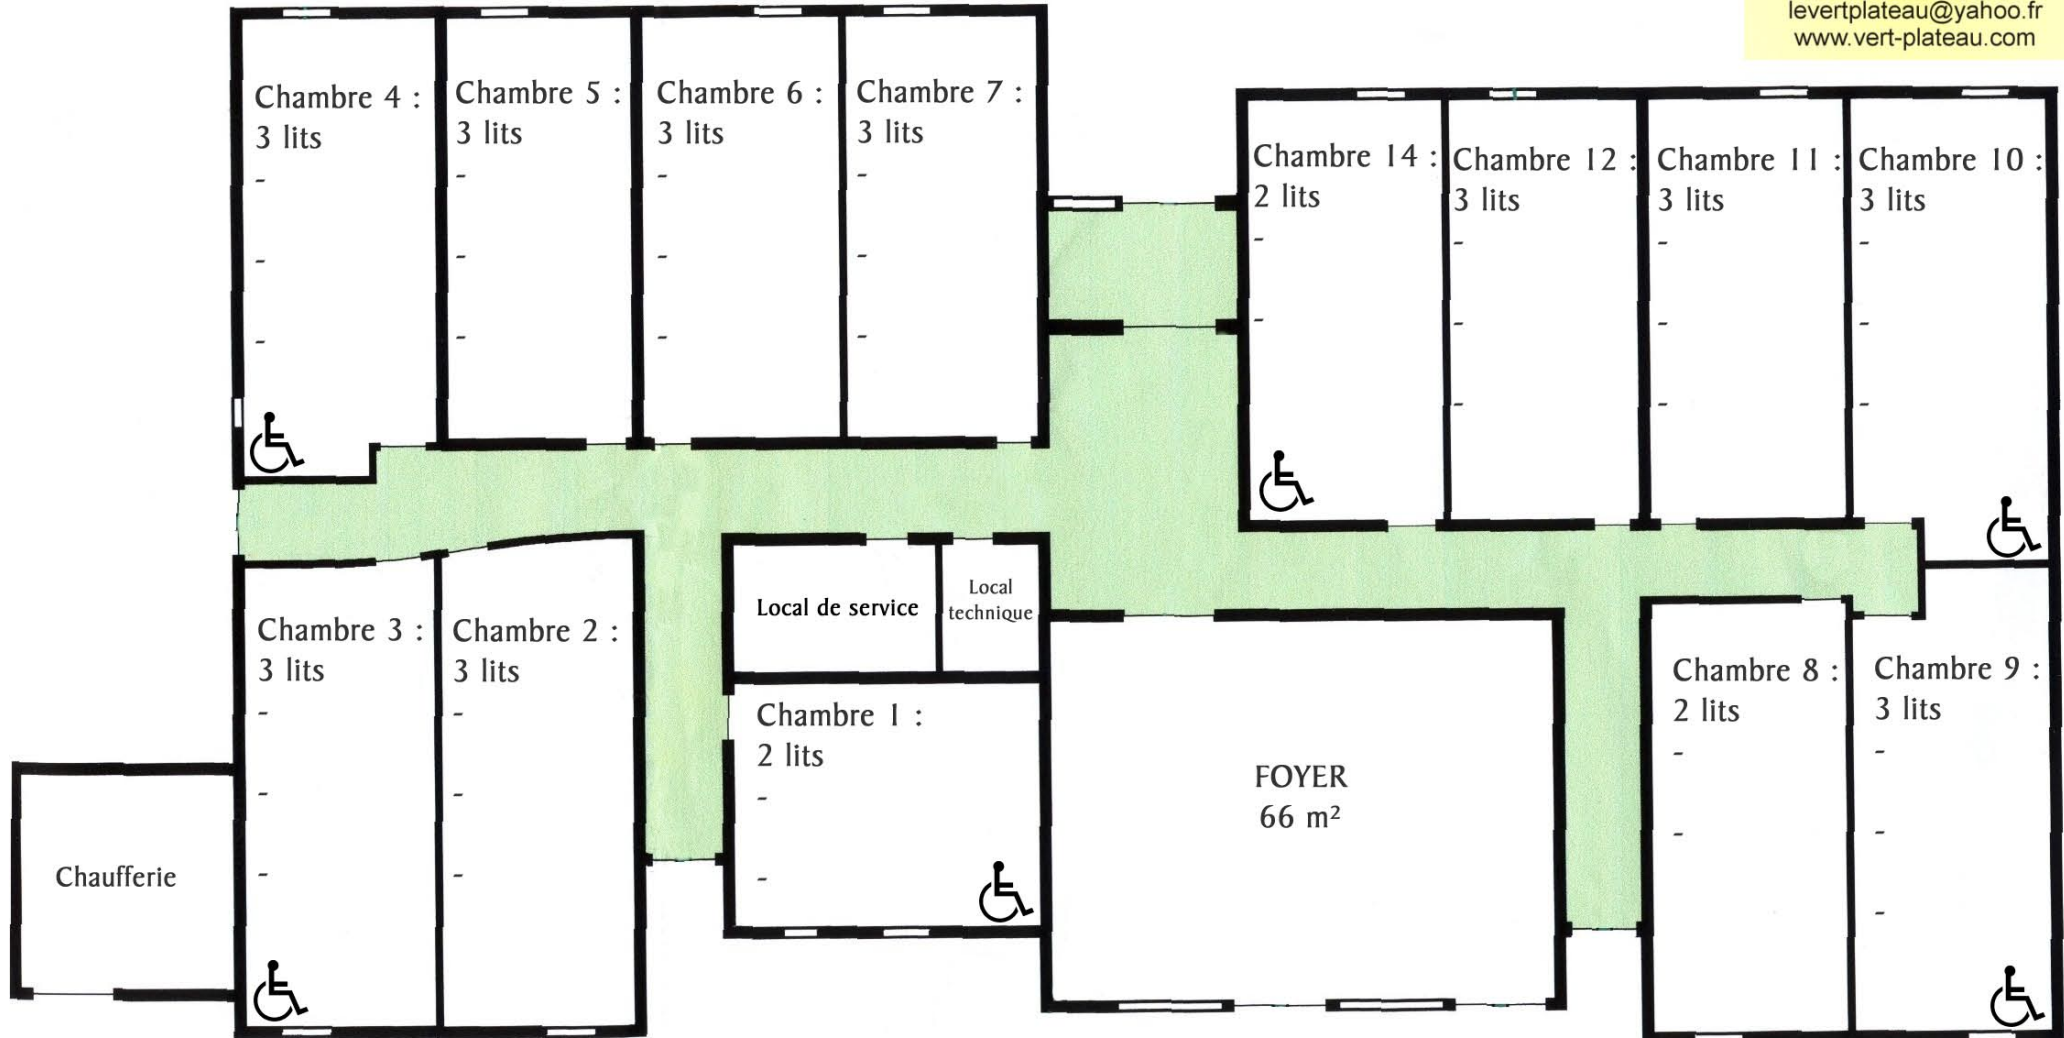 levertplateau@yahoo.fr
www.vert-plateau.com
Chambre 4 :
3 lits
-
-
-
Chambre 5 :
3 lits
-
-
-
Chambre 6 :
3 lits
-
-
-
Chambre 7 :
3 lits
-
-
-
Chambre 14 :
2 lits
-
-
Chambre 12 :
3 lits
-
-
-
Chambre 11 :
3 lits
-
-
-
Chambre 10 :
3 lits
-
-
-
Chambre 3 :
3 lits
-
-
-
Chambre 2 :
3 lits
-
-
-
Local de service
Local
technique
Chambre 1 :
2 lits
-
-
FOYER
66 m²
Chambre 8 :
2 lits
-
-
Chambre 9 :
3 lits
-
-
-
Chaufferie